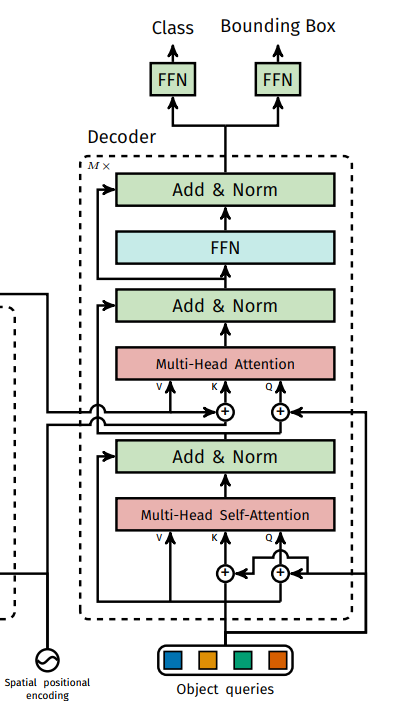 Class Bounding Box
FFN FFN
Decoder
M ×
Add & Norm
FFN
Add & Norm
Multi-Head Attention
V K Q
+ +
Add & Norm
Multi-Head Self-Attention
V K Q
+ +
Spatial positional
encoding
Object queries